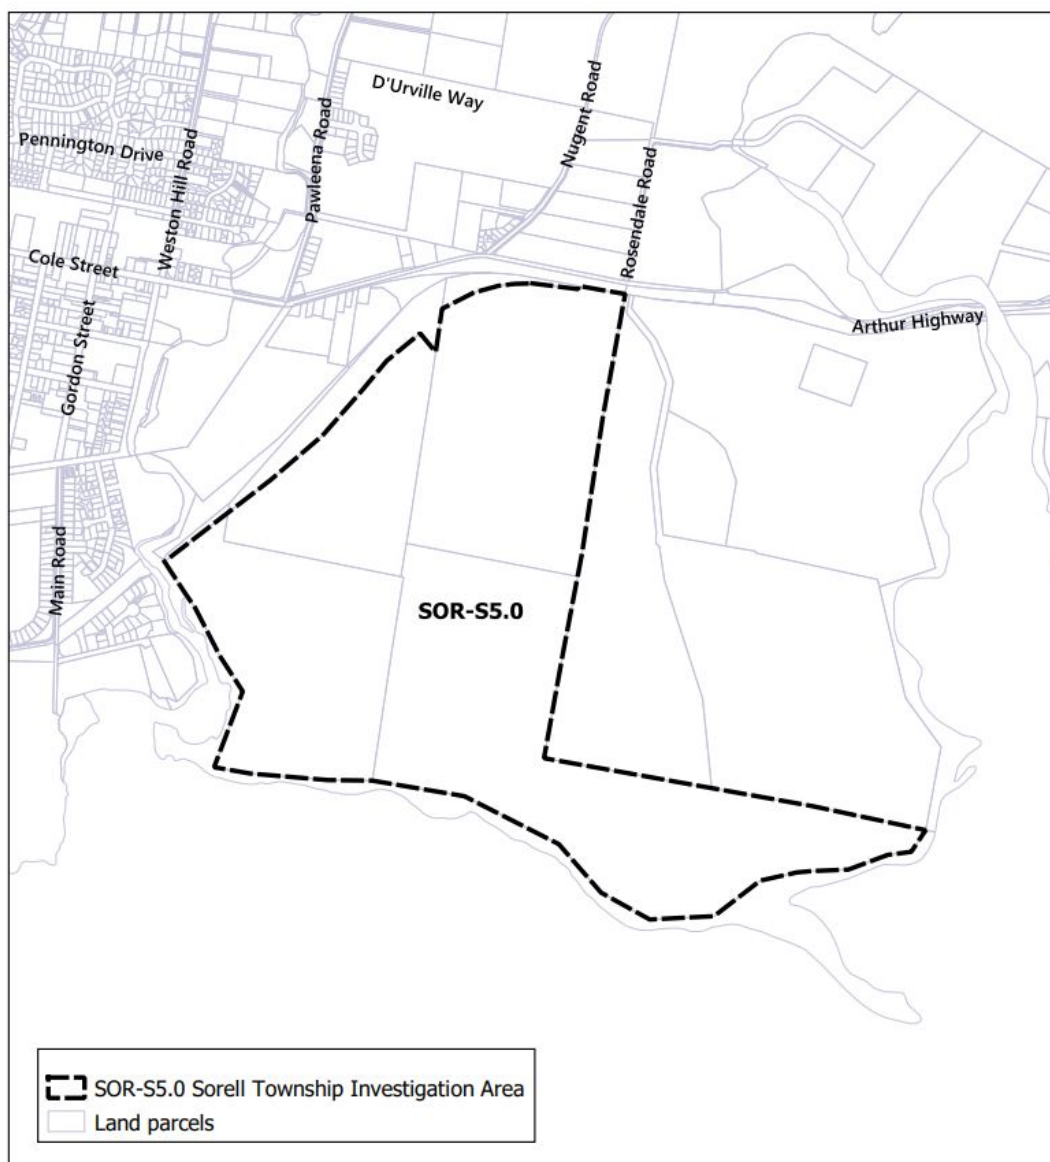 D'Urville Way
Nugent Road
Pawleena Road
Pennington Drive
Weston Hill Road
Rosendale Road
Cole Street
Gordon Street
Arthur Highway
Main Road
SOR-S5.0
SOR-S5.0 Sorell Township Investigation Area
Land parcels